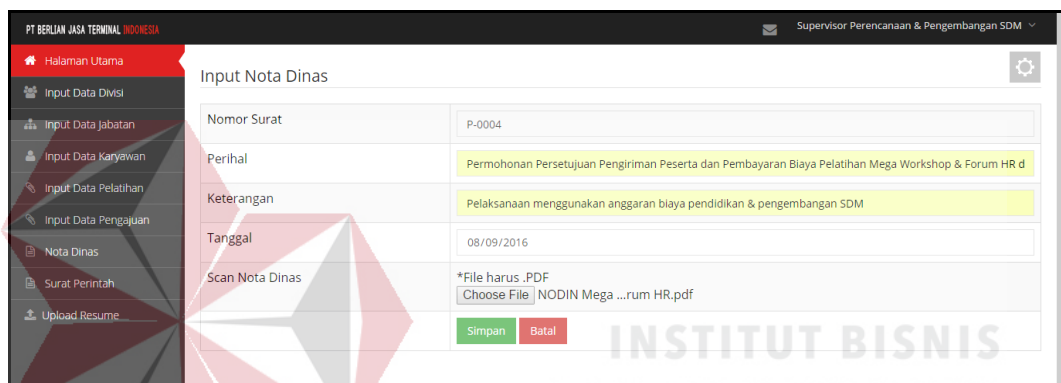 PT BERLIAN JASA TERMINAL INDONESIA
Supervisor Perencanaan & Pengembangan SDM
Halaman Utama
Input Data Divisi
Input Data Jabatan
Input Data Karyawan
Input Data Pelatihan
Input Data Pengajuan
Nota Dinas
Surat Perintah
Upload Resume
Input Nota Dinas
Nomor Surat P-0004
Perihal Permohonan Persetujuan Pengiriman Peserta dan Pembayaran Biaya Pelatihan Mega Workshop & Forum HR d
Keterangan Pelaksanaan menggunakan anggaran biaya pendidikan & pengembangan SDM
Tanggal 08/09/2016
Scan Nota Dinas *File harus .PDF
Choose File NODIN Mega ...rum HR.pdf
Simpan Batal
INSTITUT BISNIS